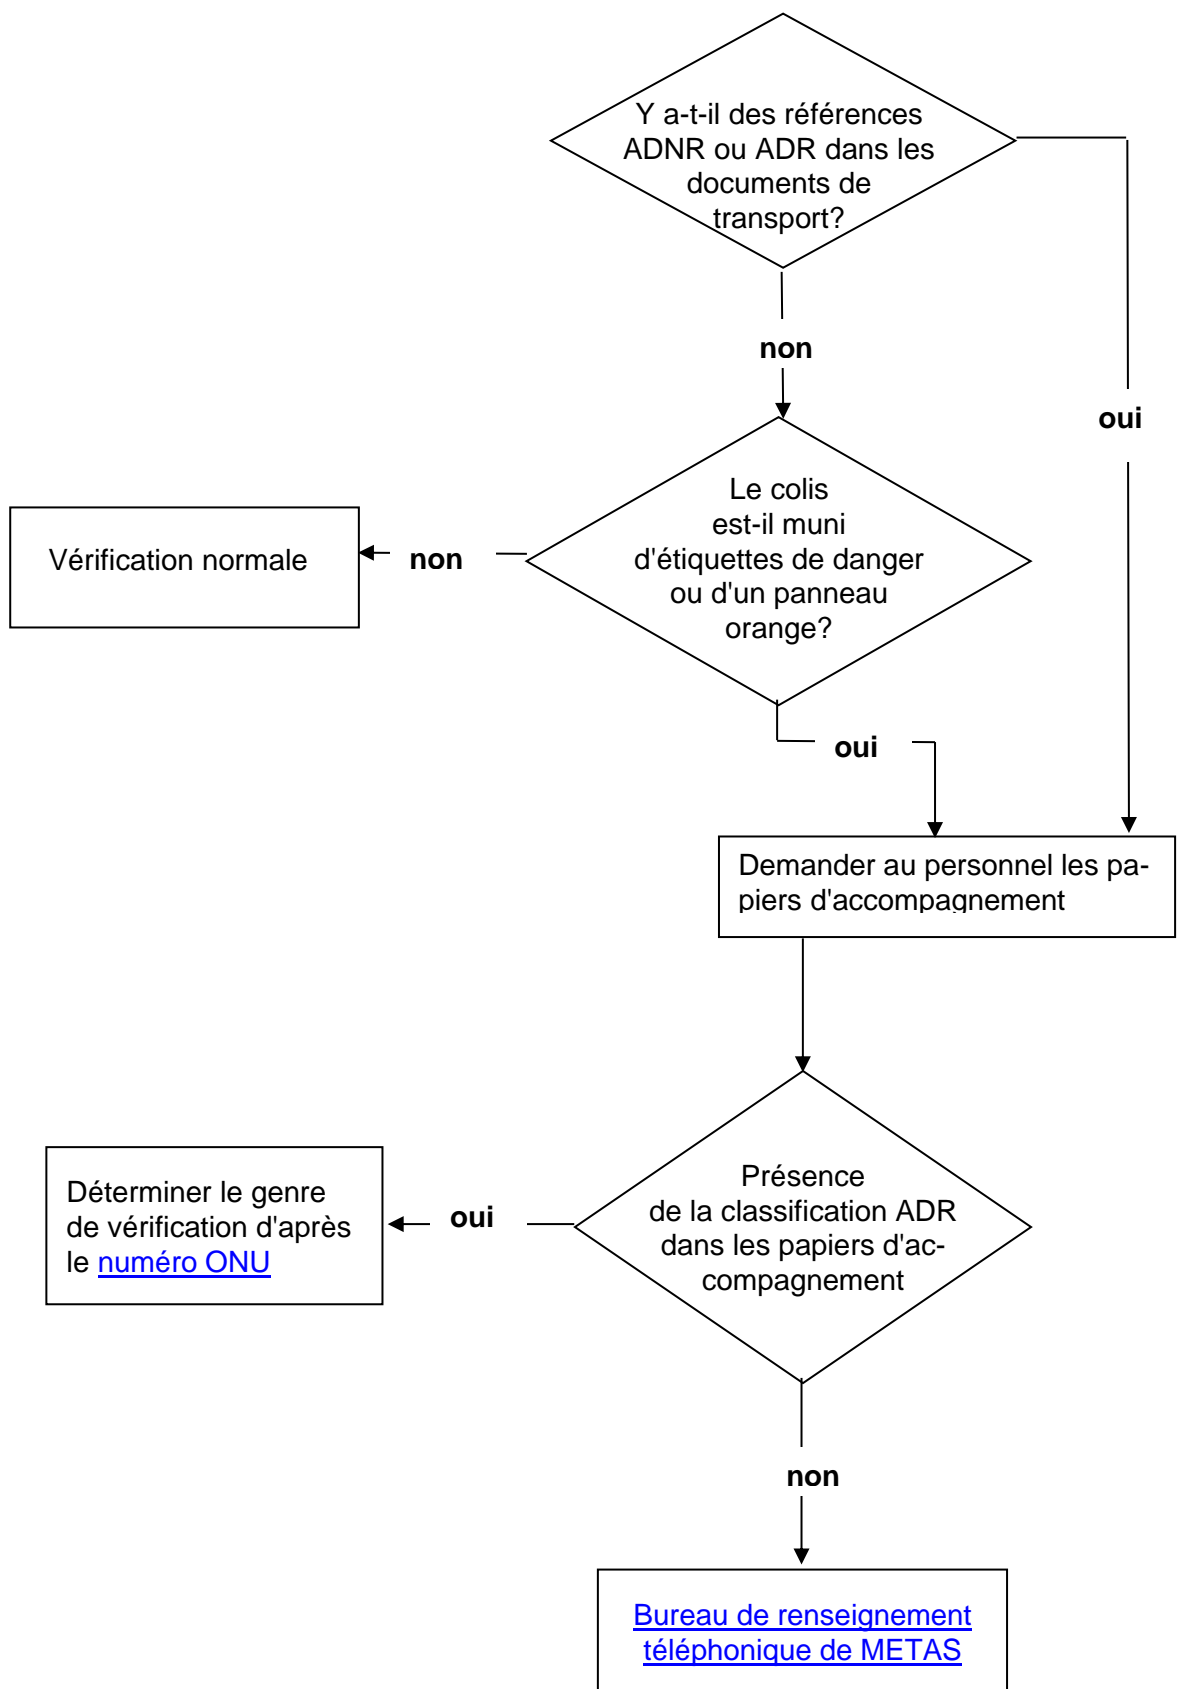 Y a-t-il des références
ADNR ou ADR dans les
documents de
transport?
non
oui
Le colis
est-il muni
d'étiquettes de danger
ou d'un panneau
orange?
non
Vérification normale
oui
Demander au personnel les pa-
piers d'accompagnement
Présence
de la classification ADR
dans les papiers d'ac-
compagnement
oui
Déterminer le genre
de vérification d'après
le numéro ONU
non
Bureau de renseignement
téléphonique de METAS